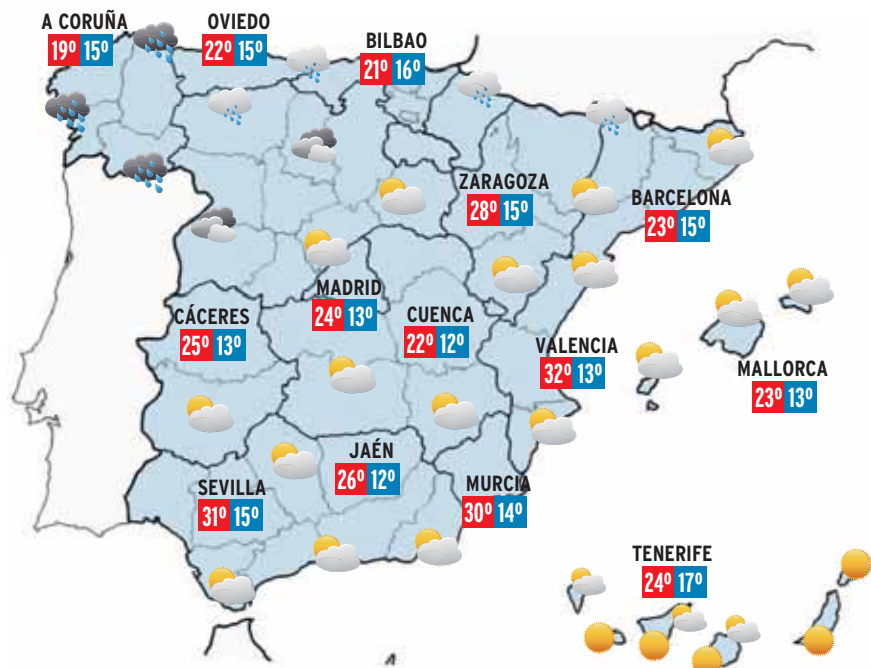 A CORUÑA
19º 15º
OVIEDO
22º 15º
BILBAO
21º 16º
ZARAGOZA
28º 15º
BARCELONA
23º 15º
MADRID
24º 13º
CÁCERES
25º 13º
CUENCA
22º 12º
VALENCIA
32º 13º
MALLORCA
23º 13º
JAÉN
26º 12º
SEVILLA
31º 15º
MURCIA
30º 14º
TENERIFE
24º 17º